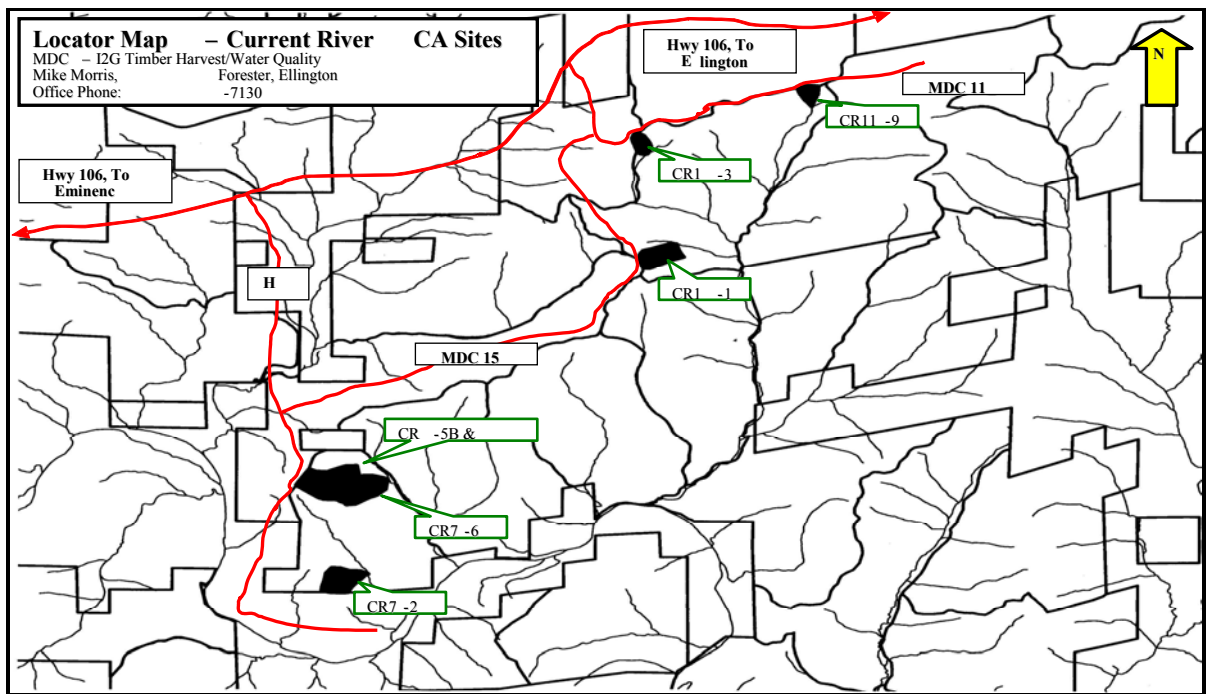 Locator Map – Current River CA Sites
MDC – I2G Timber Harvest/Water Quality
Mike Morris, Forester, Ellington
Office Phone: -7130
Hwy 106, To
E lington
N
MDC 11
CR11 -9
CR1 -3
Hwy 106, To
Eminenc
H
CR1 -1
MDC 15
CR -5B &
CR7 -6
CR7 -2